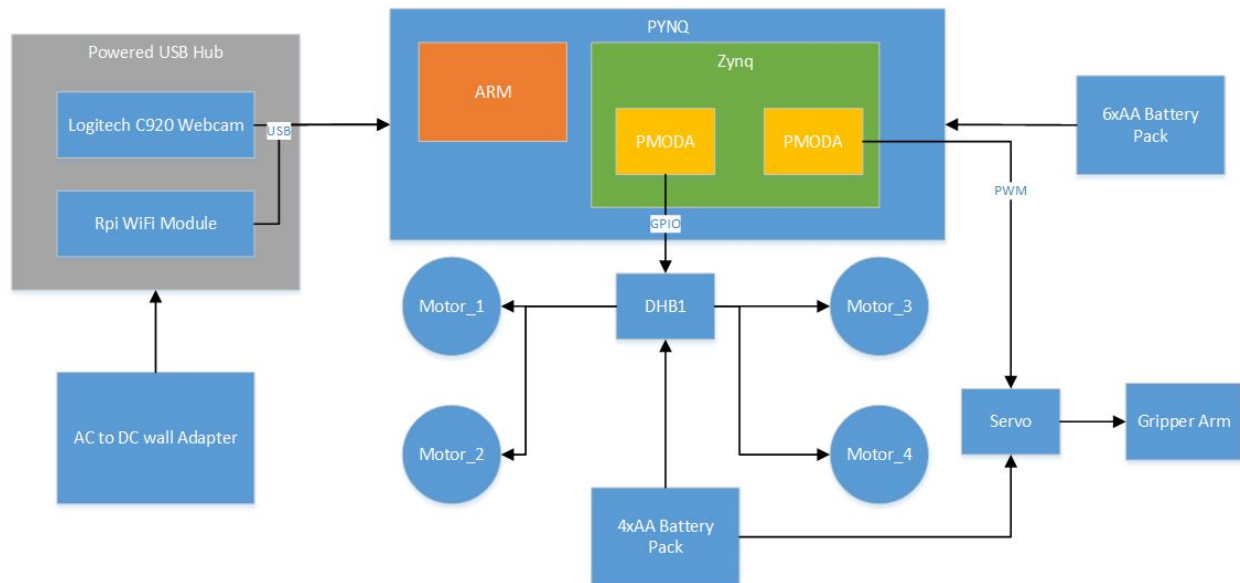 Powered USB Hub
Logitech C920 Webcam
Rpi WiFi Module
USB
AC to DC wall Adapter
PYNQ
ARM
Zynq
PMODA
PMODA
GPIO
PWM
6xAA Battery
Pack
Motor_1
DHB1
Motor_3
Motor_2
Motor_4
4xAA Battery
Pack
Servo
Gripper Arm